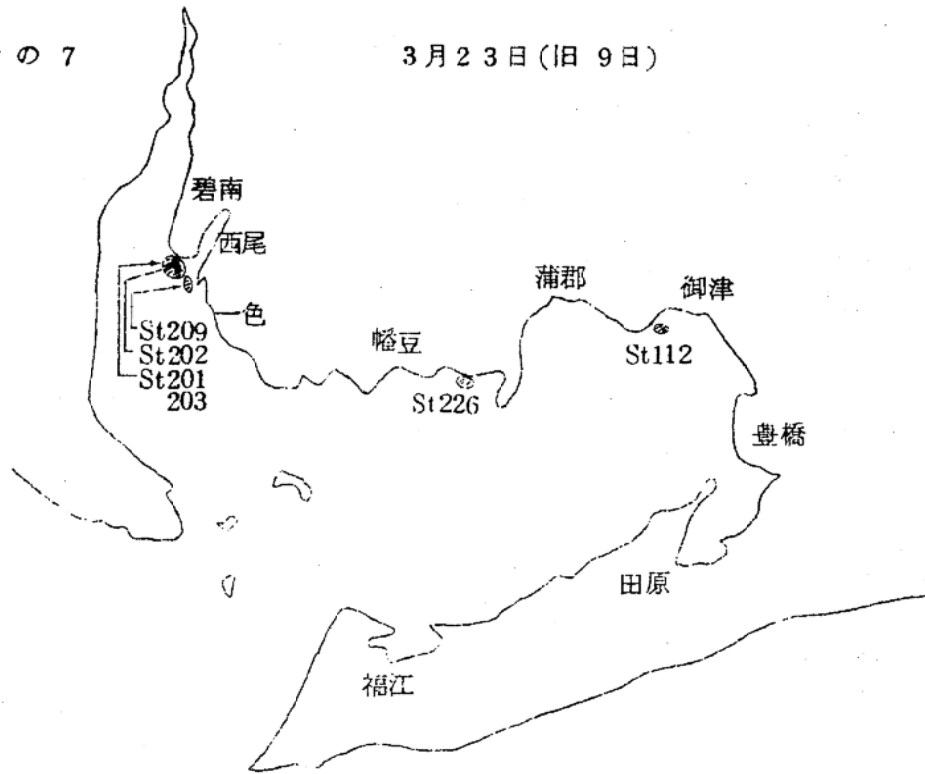 の 7
3月23日(旧 9日)
碧南
西尾
一色
蒲郡
御津
幡豆
St209
St202
St201
203
St226
St112
豊橋
田原
福江